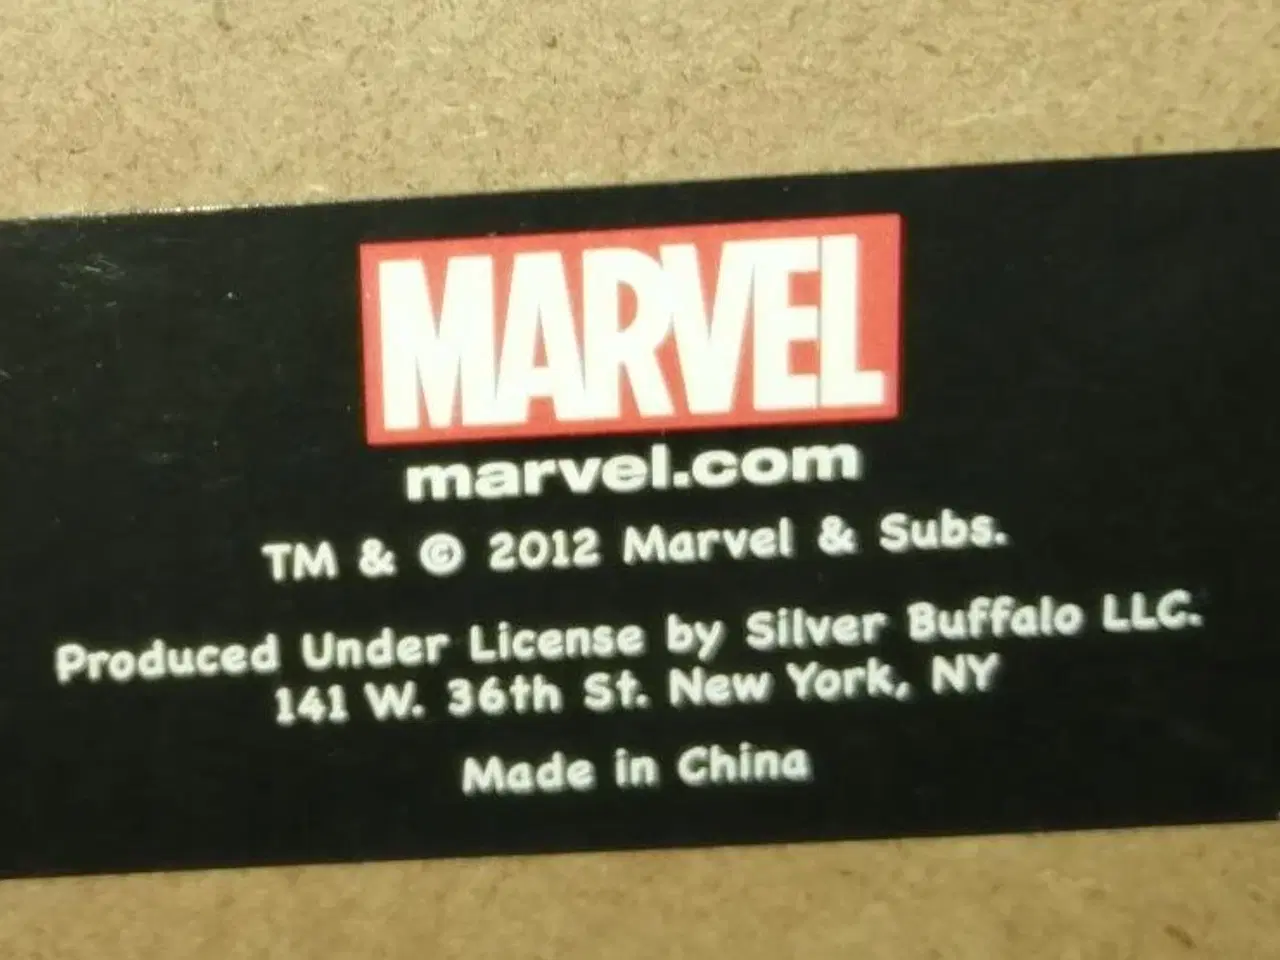 MARVEL
marvel.com
TM & © 2012 Marvel & Subs.
Produced Under License by Silver Buffalo LLC.
141 W. 36th St. New York, NY
Made in China